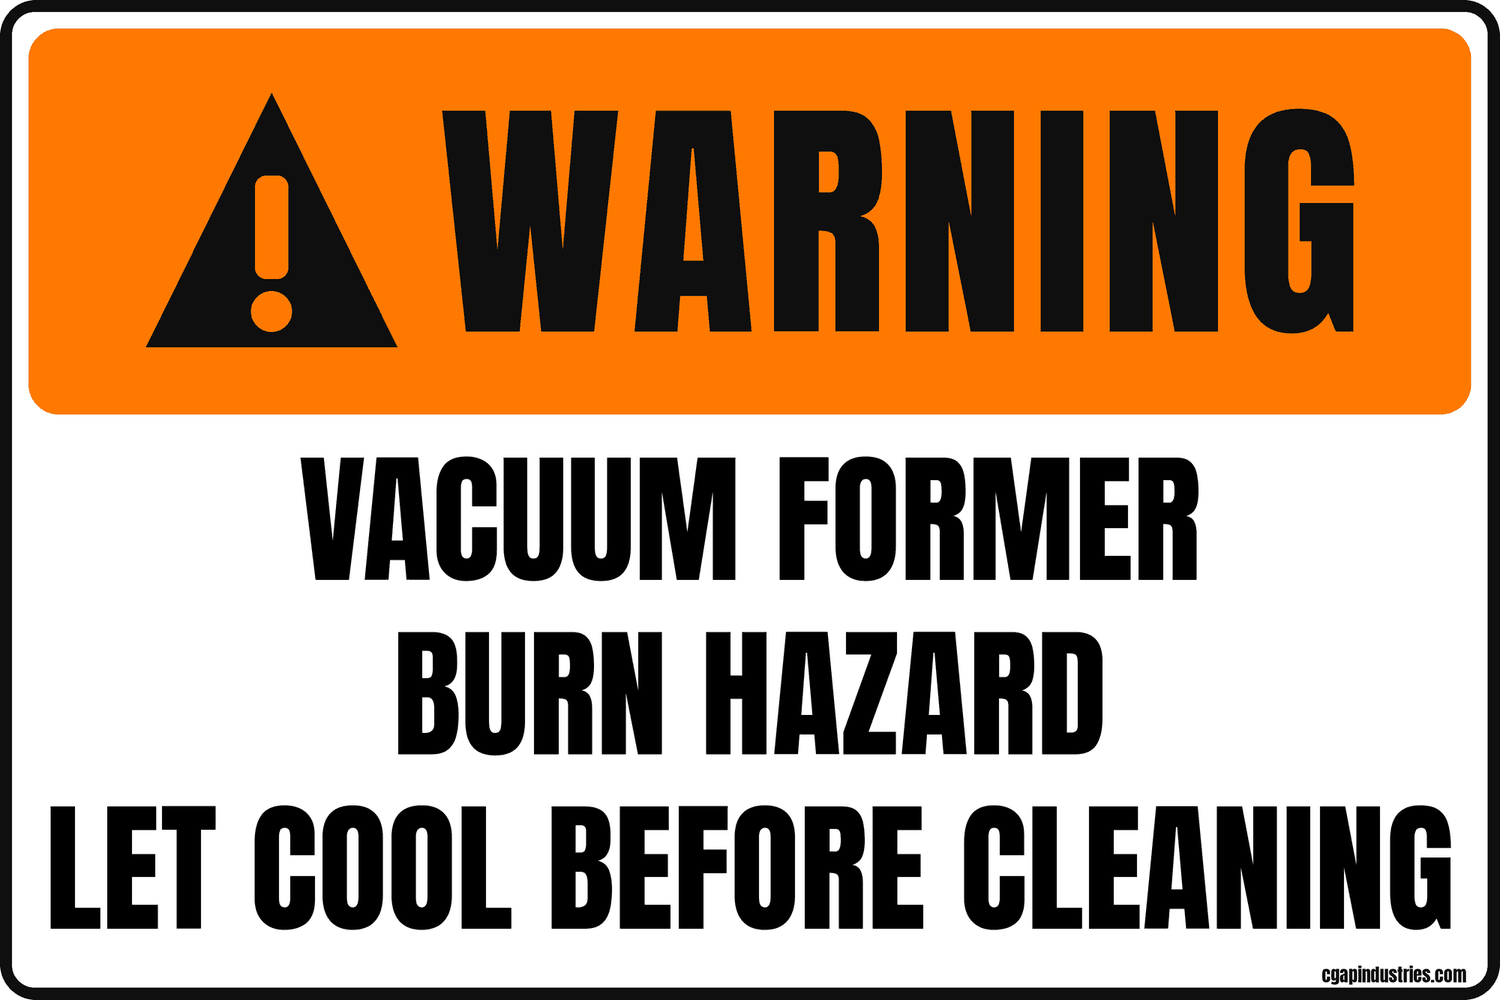 WARNING
VACUUM FORMER
BURN HAZARD
LET COOL BEFORE CLEANING
cgapindustries.com